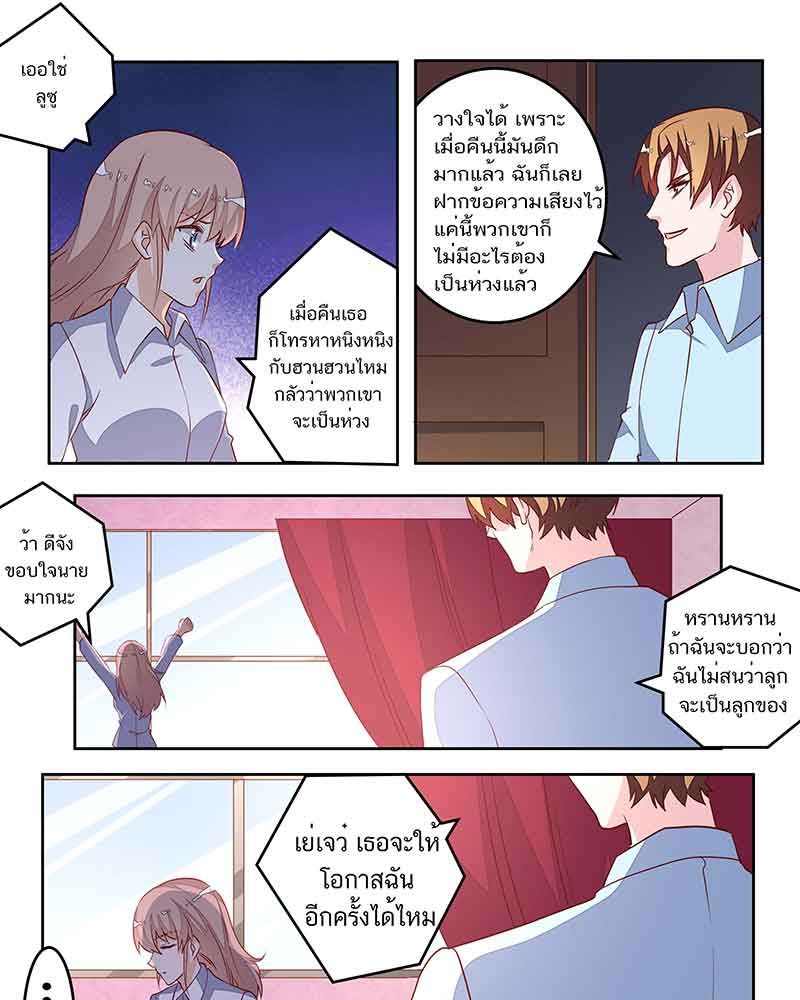 เออใช่
ลูซู
เมื่อคืนเธอ
ก็โทรหาหนิงหนิง
กับฮวนฮวนไหม
กลัวว่าพวกเขา
จะเป็นห่วง
วางใจได้ เพราะ
เมื่อคืนนี้มันดึก
มากแล้ว ฉันก็เลย
ฝากข้อความเสียงไว้
แค่นี้พวกเขาก็
ไม่มีอะไรต้อง
เป็นห่วงแล้ว
ว้า ดีจัง
ขอบใจนาย
มากนะ
หรานหราน
ถ้าฉันจะบอกว่า
ฉันไม่สนว่าลูก
จะเป็นลูกของ
เย่เจว๋ เธอจะให้
โอกาสฉัน
อีกครั้งได้ไหม
...